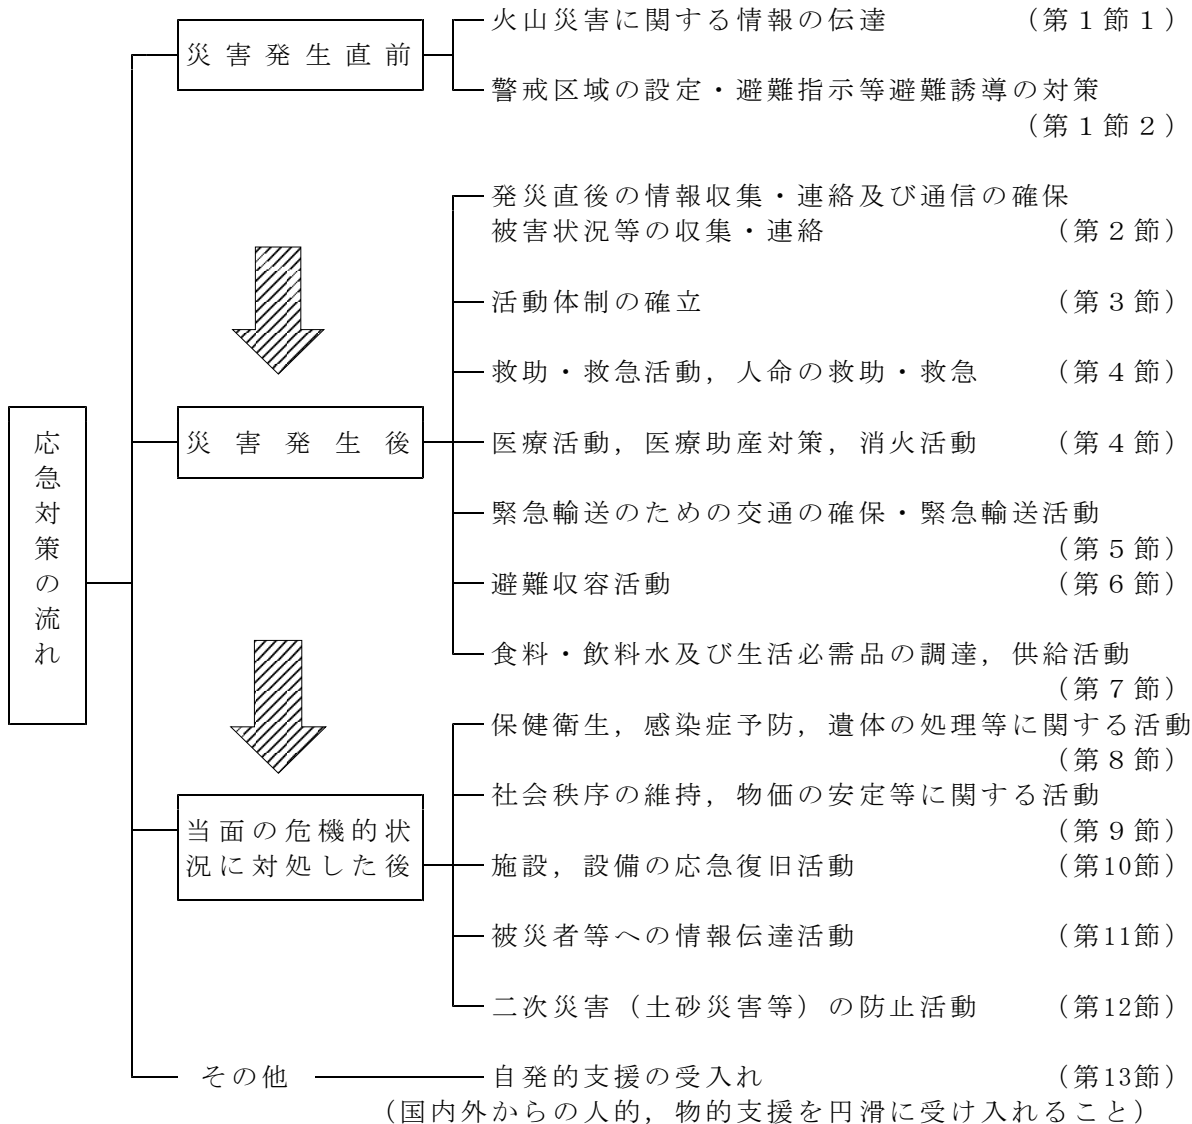 応急対策の流れ
災害発生直前
火山災害に関する情報の伝達 （第１節１）
警戒区域の設定・避難指示等避難誘導の対策
（第１節２）
災害発生後
発災直後の情報収集・連絡及び通信の確保
被害状況等の収集・連絡 （第２節）
活動体制の確立 （第３節）
救助・救急活動，人命の救助・救急 （第４節）
医療活動，医療助産対策，消火活動 （第４節）
緊急輸送のための交通の確保・緊急輸送活動
（第５節）
避難収容活動 （第６節）
食料・飲料水及び生活必需品の調達，供給活動
（第７節）
当面の危機的状
況に対処した後
保健衛生，感染症予防，遺体の処理等に関する活動
（第８節）
社会秩序の維持，物価の安定等に関する活動
（第９節）
施設，設備の応急復旧活動 （第10節）
被災者等への情報伝達活動 （第11節）
二次災害（土砂災害等）の防止活動 （第12節）
その他 自発的支援の受入れ （第13節）
（国内外からの人的，物的支援を円滑に受け入れること）